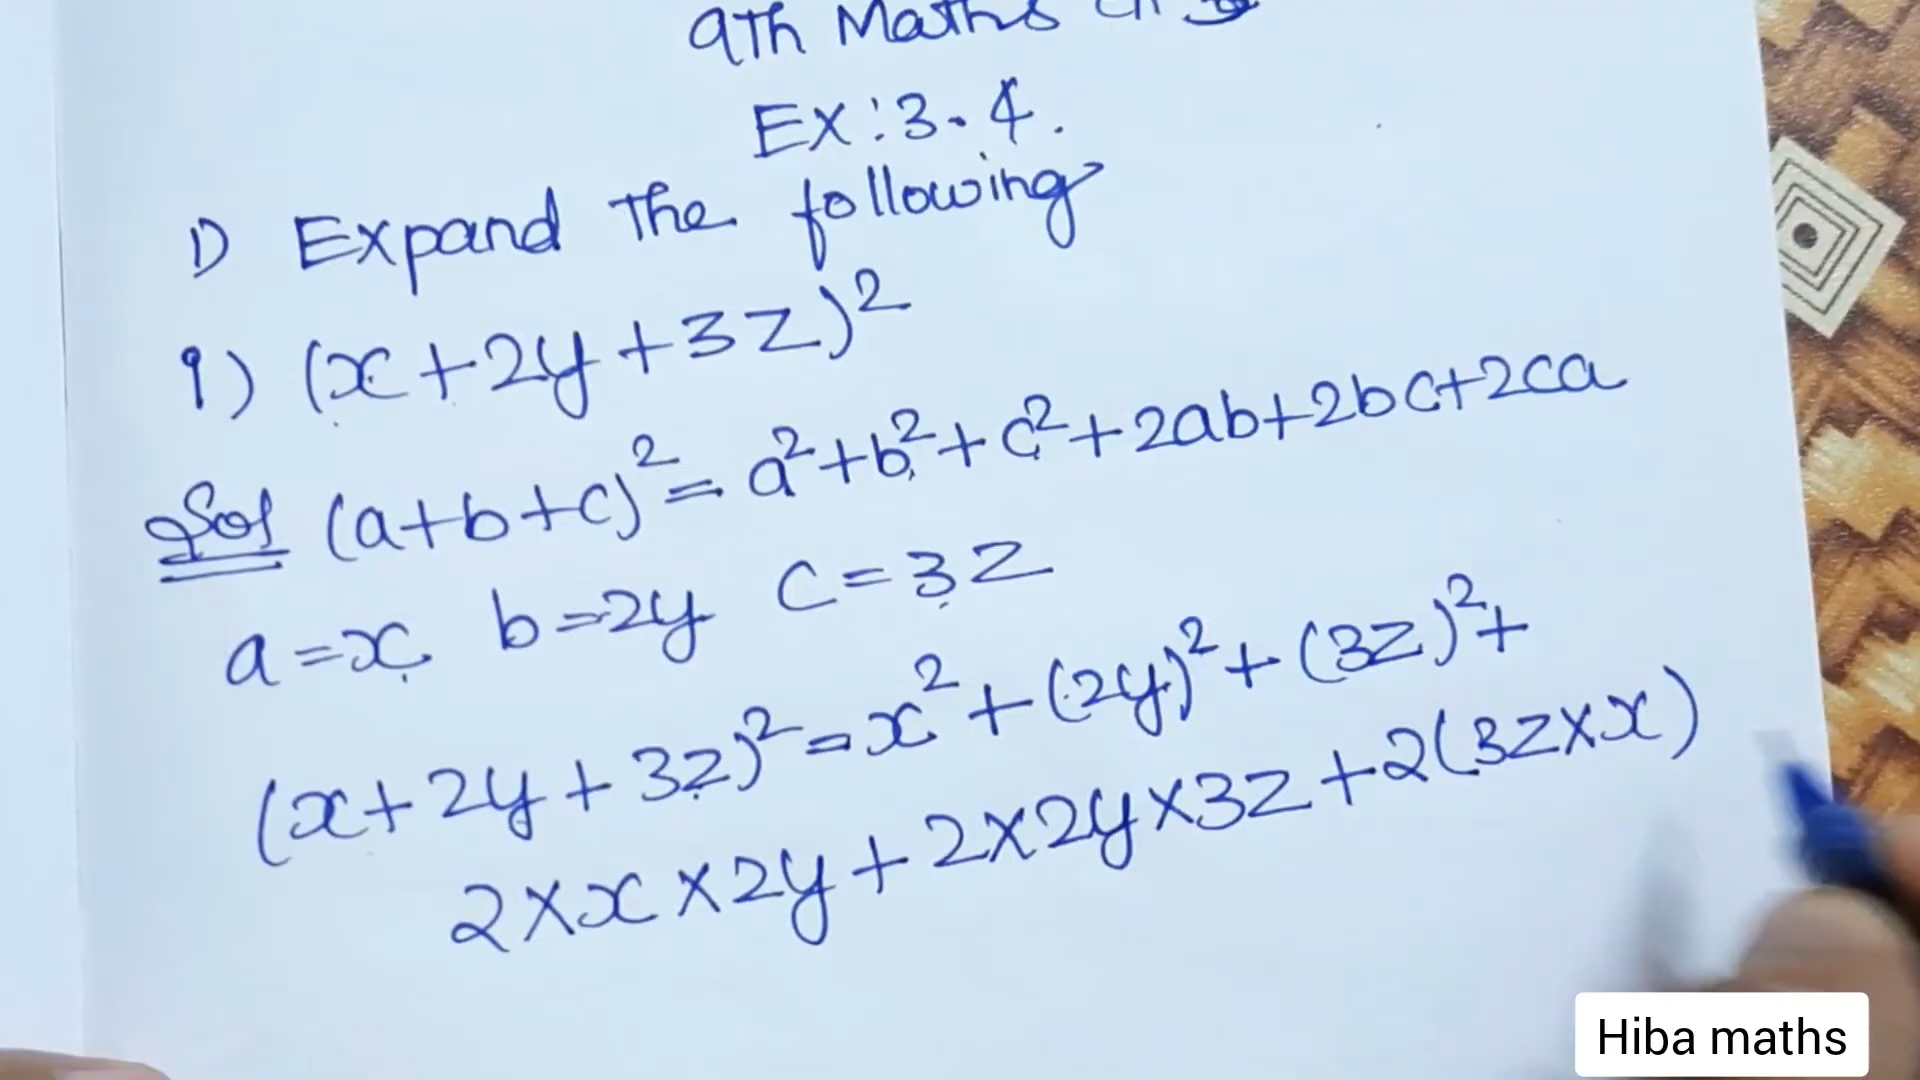 9th Maths CH 3
EX: 3.4.
1) Expand The following
i) (x+2y+3z)²
Sol (a+b+c)² = a²+b²+c²+2ab+2bc+2ca
a=x b=2y c=3z
(x+2y+3z)² = x²+(2y)²+(3z)²+
2×x×2y+2×2y×3z+2(3z×x)
Hiba maths